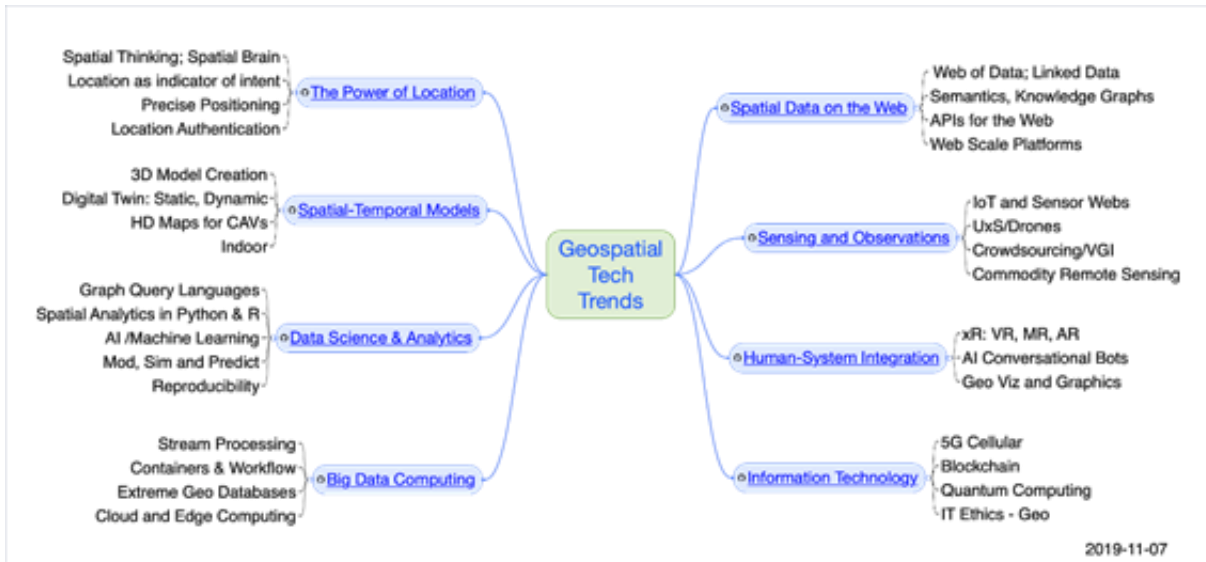 Geospatial
Tech
Trends
The Power of Location
Spatial Thinking; Spatial Brain
Location as indicator of intent
Precise Positioning
Location Authentication
Spatial-Temporal Models
3D Model Creation
Digital Twin: Static, Dynamic
HD Maps for CAVs
Indoor
Data Science & Analytics
Graph Query Languages
Spatial Analytics in Python & R
AI /Machine Learning
Mod, Sim and Predict
Reproducibility
Big Data Computing
Stream Processing
Containers & Workflow
Extreme Geo Databases
Cloud and Edge Computing
Spatial Data on the Web
Web of Data; Linked Data
Semantics, Knowledge Graphs
APIs for the Web
Web Scale Platforms
Sensing and Observations
IoT and Sensor Webs
UxS/Drones
Crowdsourcing/VGI
Commodity Remote Sensing
Human-System Integration
xR: VR, MR, AR
AI Conversational Bots
Geo Viz and Graphics
Information Technology
5G Cellular
Blockchain
Quantum Computing
IT Ethics - Geo
2019-11-07